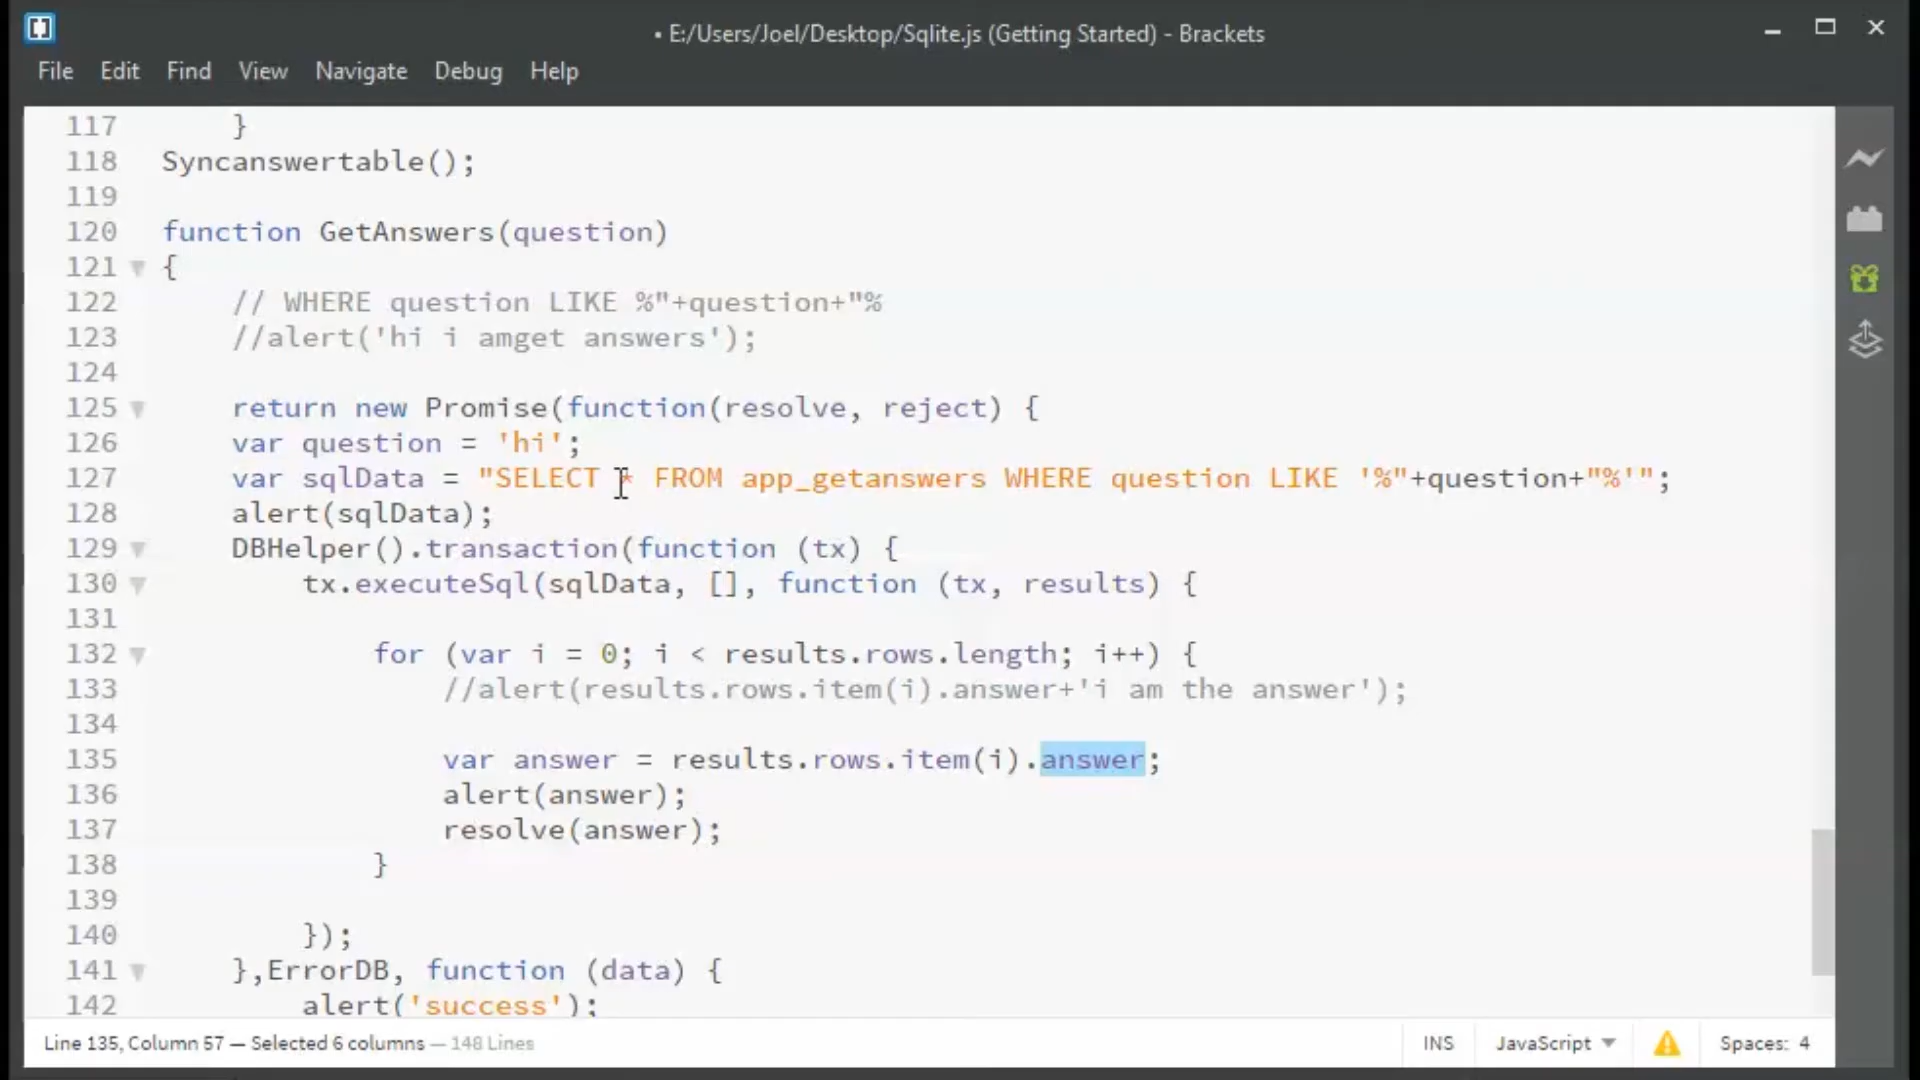 • E:/Users/Joel/Desktop/Sqlite.js (Getting Started) - Brackets
File Edit Find View Navigate Debug Help
117     }
118 Syncanswertable();
119
120 function GetAnswers(question)
121 {
122     // WHERE question LIKE %"+question+"%
123     //alert('hi i amget answers');
124
125     return new Promise(function(resolve, reject) {
126     var question = 'hi';
127     var sqlData = "SELECT * FROM app_getanswers WHERE question LIKE '%"+question+"%'";
128     alert(sqlData);
129     DBHelper().transaction(function (tx) {
130         tx.executeSql(sqlData, [], function (tx, results) {
131
132             for (var i = 0; i < results.rows.length; i++) {
133                 //alert(results.rows.item(i).answer+'i am the answer');
134
135                 var answer = results.rows.item(i).answer;
136                 alert(answer);
137                 resolve(answer);
138             }
139
140         });
141     },ErrorDB, function (data) {
142         alert('success');
Line 135, Column 57 — Selected 6 columns — 148 Lines INS JavaScript Spaces: 4